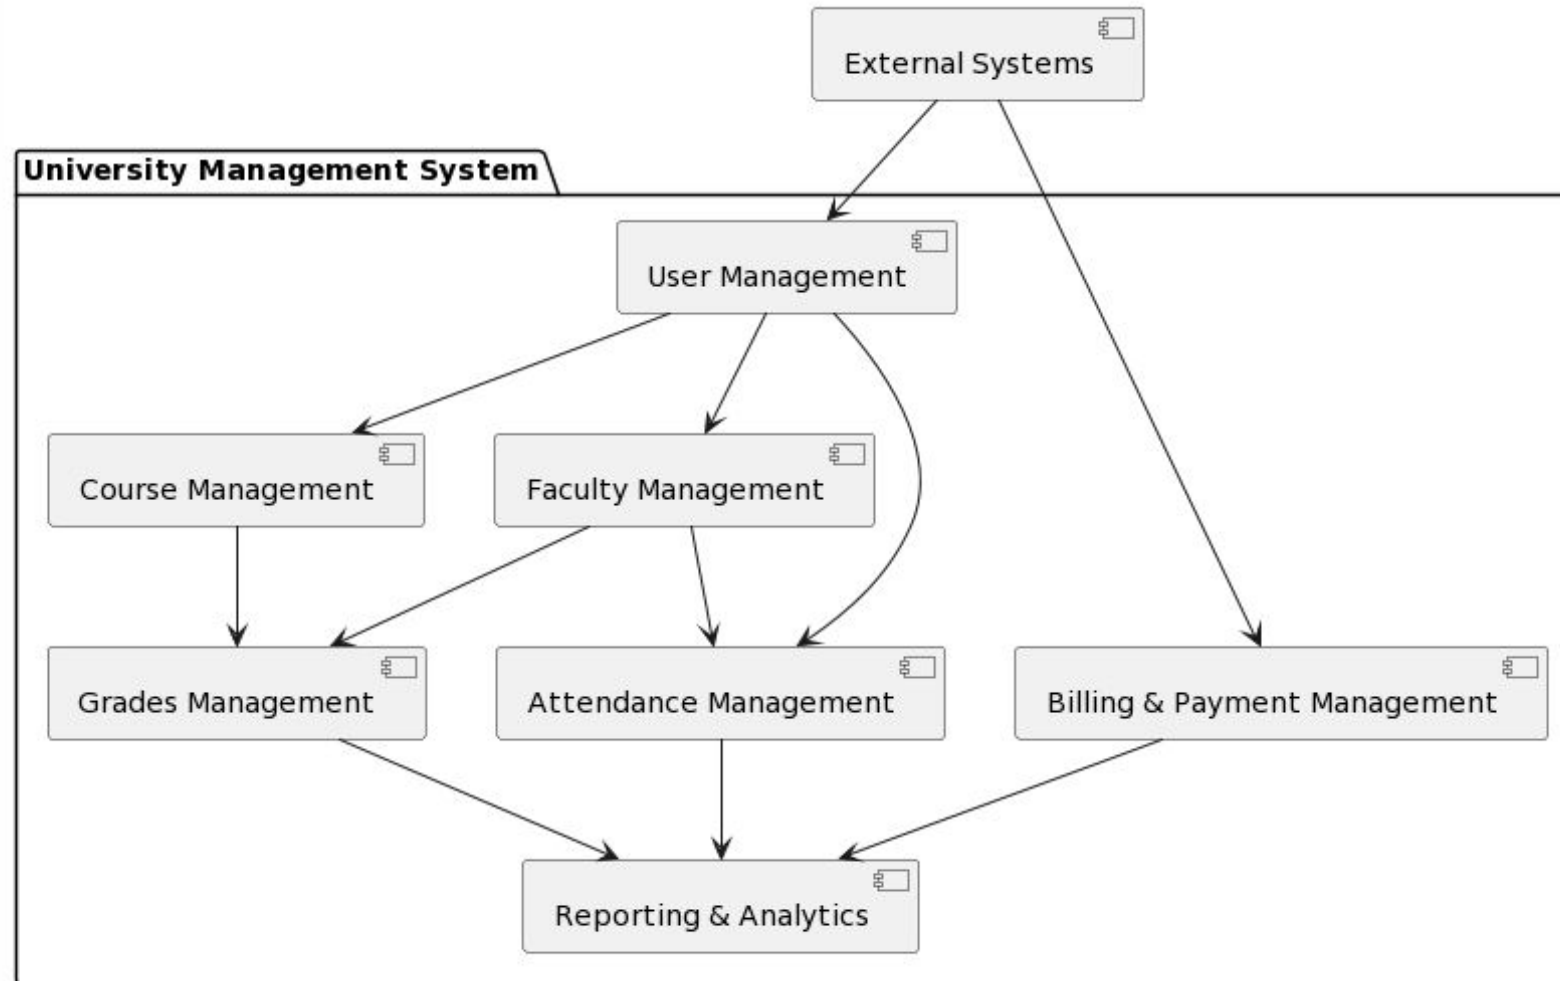 External Systems
University Management System
User Management
Course Management
Faculty Management
Grades Management
Attendance Management
Billing & Payment Management
Reporting & Analytics